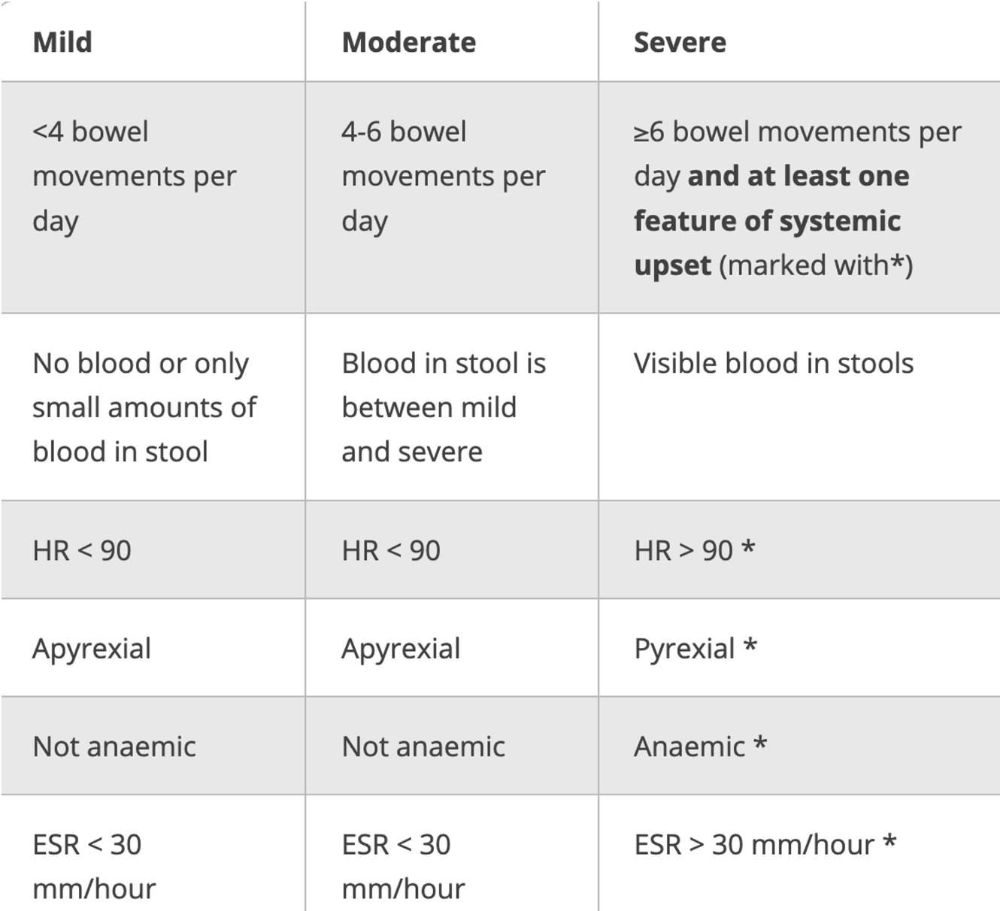 Mild
Moderate
Severe
<4 bowel
movements per
day
4-6 bowel
movements per
day
≥6 bowel movements per
day and at least one
feature of systemic
upset (marked with*)
No blood or only
small amounts of
blood in stool
Blood in stool is
between mild
and severe
Visible blood in stools
HR < 90
HR < 90
HR > 90 *
Apyrexial
Apyrexial
Pyrexial *
Not anaemic
Not anaemic
Anaemic *
ESR < 30
mm/hour
ESR < 30
mm/hour
ESR > 30 mm/hour *